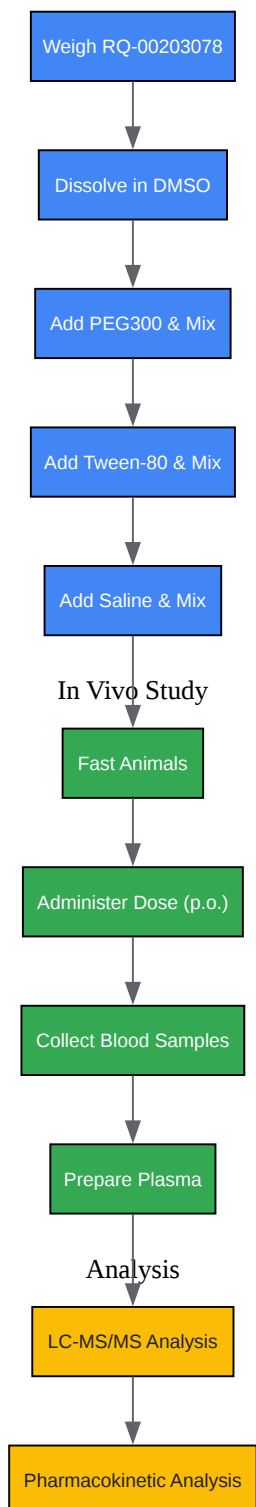 Weigh RQ-00203078
Dissolve in DMSO
Add PEG300 & Mix
Add Tween-80 & Mix
Add Saline & Mix
In Vivo Study
Fast Animals
Administer Dose (p.o.)
Collect Blood Samples
Prepare Plasma
Analysis
LC-MS/MS Analysis
Pharmacokinetic Analysis